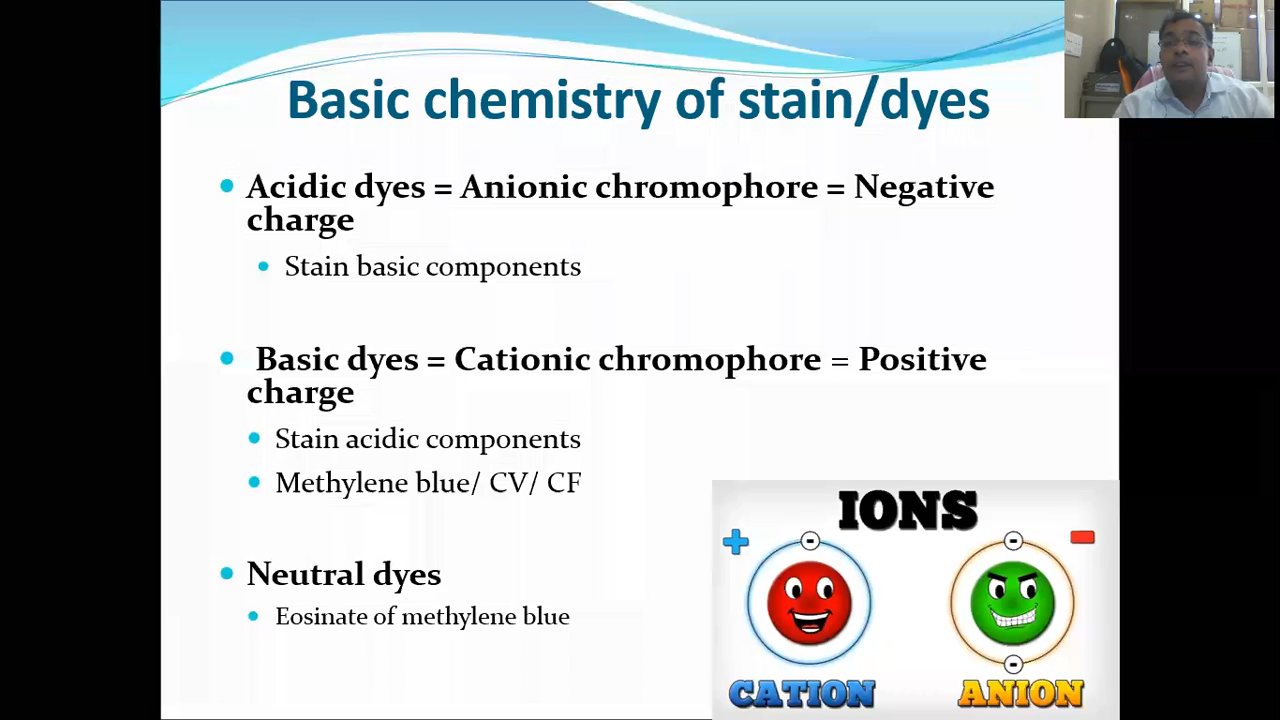 Basic chemistry of stain/dyes
Acidic dyes = Anionic chromophore = Negative
charge
Stain basic components
Basic dyes = Cationic chromophore = Positive
charge
Stain acidic components
Methylene blue/ CV/ CF
Neutral dyes
Eosinate of methylene blue
IONS
+ - - -
-
CATION ANION